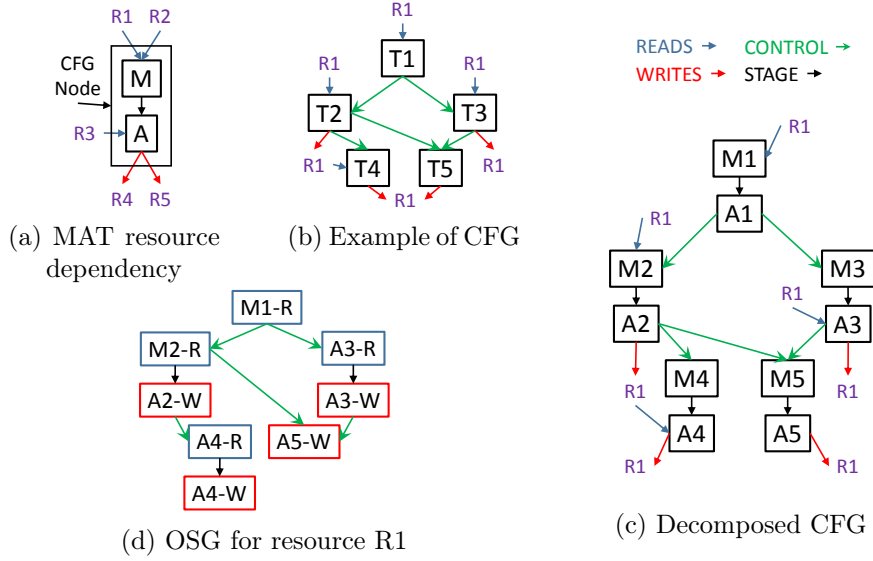 R1 R2
CFG
Node
M
R3
A
R4 R5
(a) MAT resource
dependency
R1
T1
R1
R1
T2
T3
R1
T4
T5
R1
R1
(b) Example of CFG
READS
CONTROL
WRITES
STAGE
R1
M1
A1
R1
M2
M3
R1
A2
A3
R1
M4
M5
R1
A4
A5
R1
R1
(c) Decomposed CFG
M1-R
M2-R
A3-R
A2-W
A3-W
A4-R
A5-W
A4-W
(d) OSG for resource R1